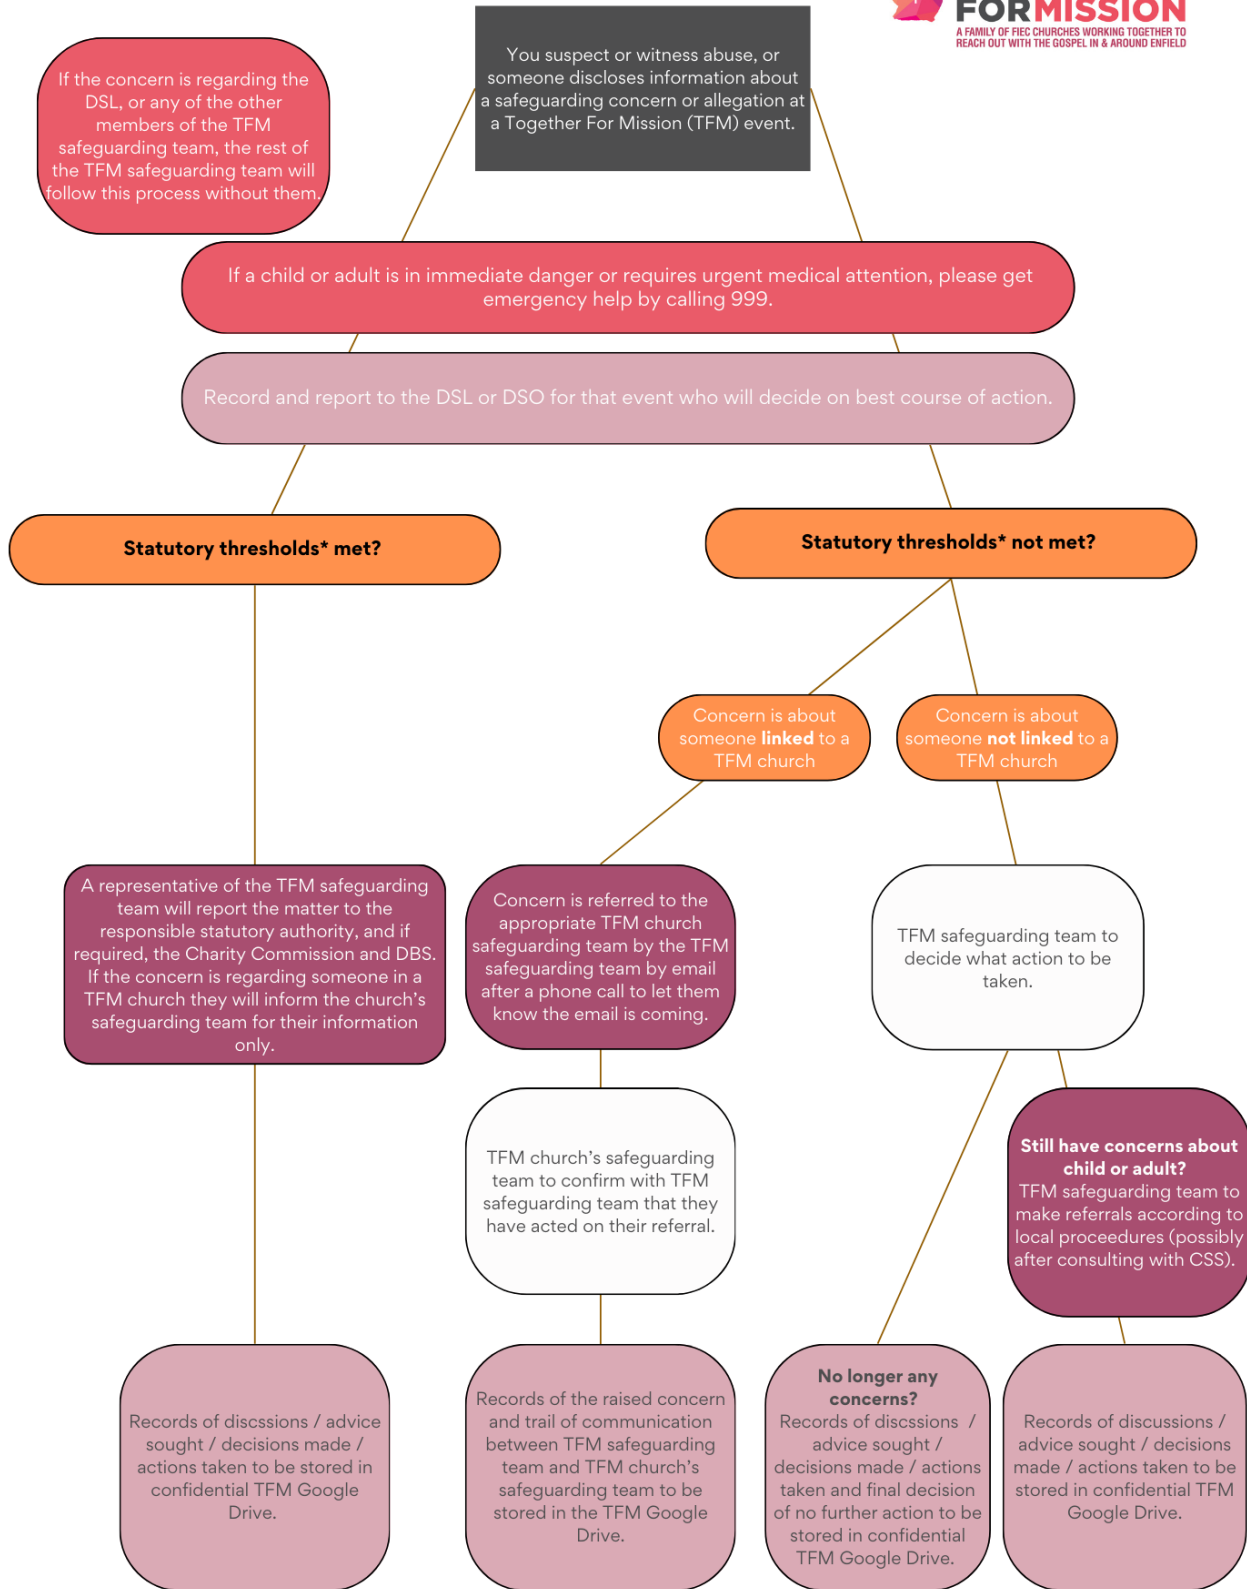 FORMISSION
A FAMILY OF FIEC CHURCHES WORKING TOGETHER TO
REACH OUT WITH THE GOSPEL IN & AROUND ENFIELD
You suspect or witness abuse, or
someone discloses information about
a safeguarding concern or allegation at
a Together For Mission (TFM) event.
If the concern is regarding the
DSL, or any of the other
members of the TFM
safeguarding team, the rest of
the TFM safeguarding team will
follow this process without them.
If a child or adult is in immediate danger or requires urgent medical attention, please get
emergency help by calling 999.
Record and report to the DSL or DSO for that event who will decide on best course of action.
Statutory thresholds* met?
Statutory thresholds* not met?
Concern is about
someone linked to a
TFM church
Concern is about
someone not linked to a
TFM church
A representative of the TFM safeguarding
team will report the matter to the
responsible statutory authority, and if
required, the Charity Commission and DBS.
If the concern is regarding someone in a
TFM church they will inform the church's
safeguarding team for their information
only.
Concern is referred to the
appropriate TFM church
safeguarding team by the TFM
safeguarding team by email
after a phone call to let them
know the email is coming.
TFM safeguarding team to
decide what action to be
taken.
TFM church's safeguarding
team to confirm with TFM
safeguarding team that they
have acted on their referral.
Still have concerns about
child or adult?
TFM safeguarding team to
make referrals according to
local proceedures (possibly
after consulting with CSS).
Records of discssions / advice
sought / decisions made /
actions taken to be stored in
confidential TFM Google
Drive.
Records of the raised concern
and trail of communication
between TFM safeguarding
team and TFM church's
safeguarding team to be
stored in the TFM Google
Drive.
No longer any
concerns?
Records of discssions /
advice sought /
decisions made / actions
taken and final decision
of no further action to be
stored in confidential
TFM Google Drive.
Records of discussions /
advice sought / decisions
made / actions taken to be
stored in confidential TFM
Google Drive.